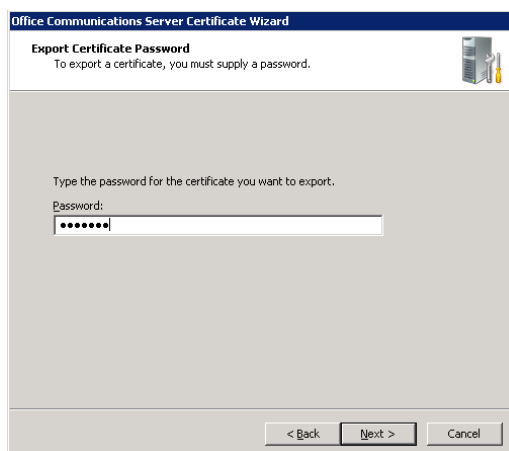 Office Communications Server Certificate Wizard
Export Certificate Password
To export a certificate, you must supply a password.
Type the password for the certificate you want to export.
Password:
●●●●●●●
< Back Next > Cancel